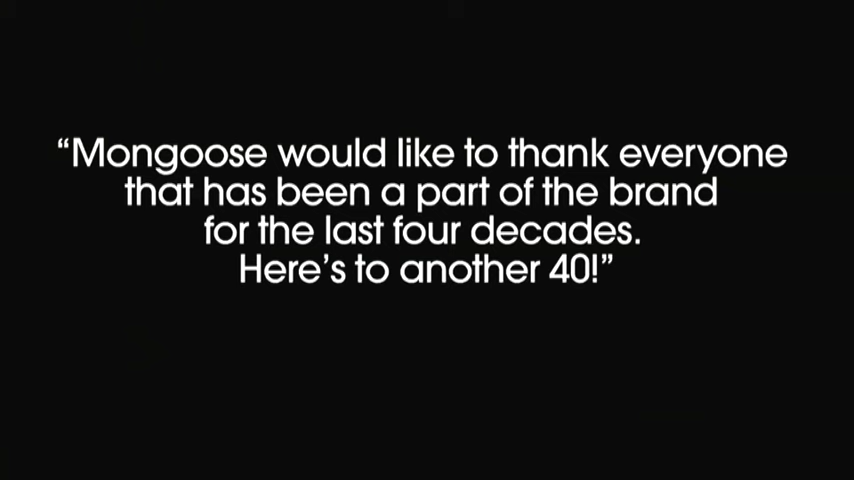 “Mongoose would like to thank everyone
that has been a part of the brand
for the last four decades.
Here’s to another 40!”